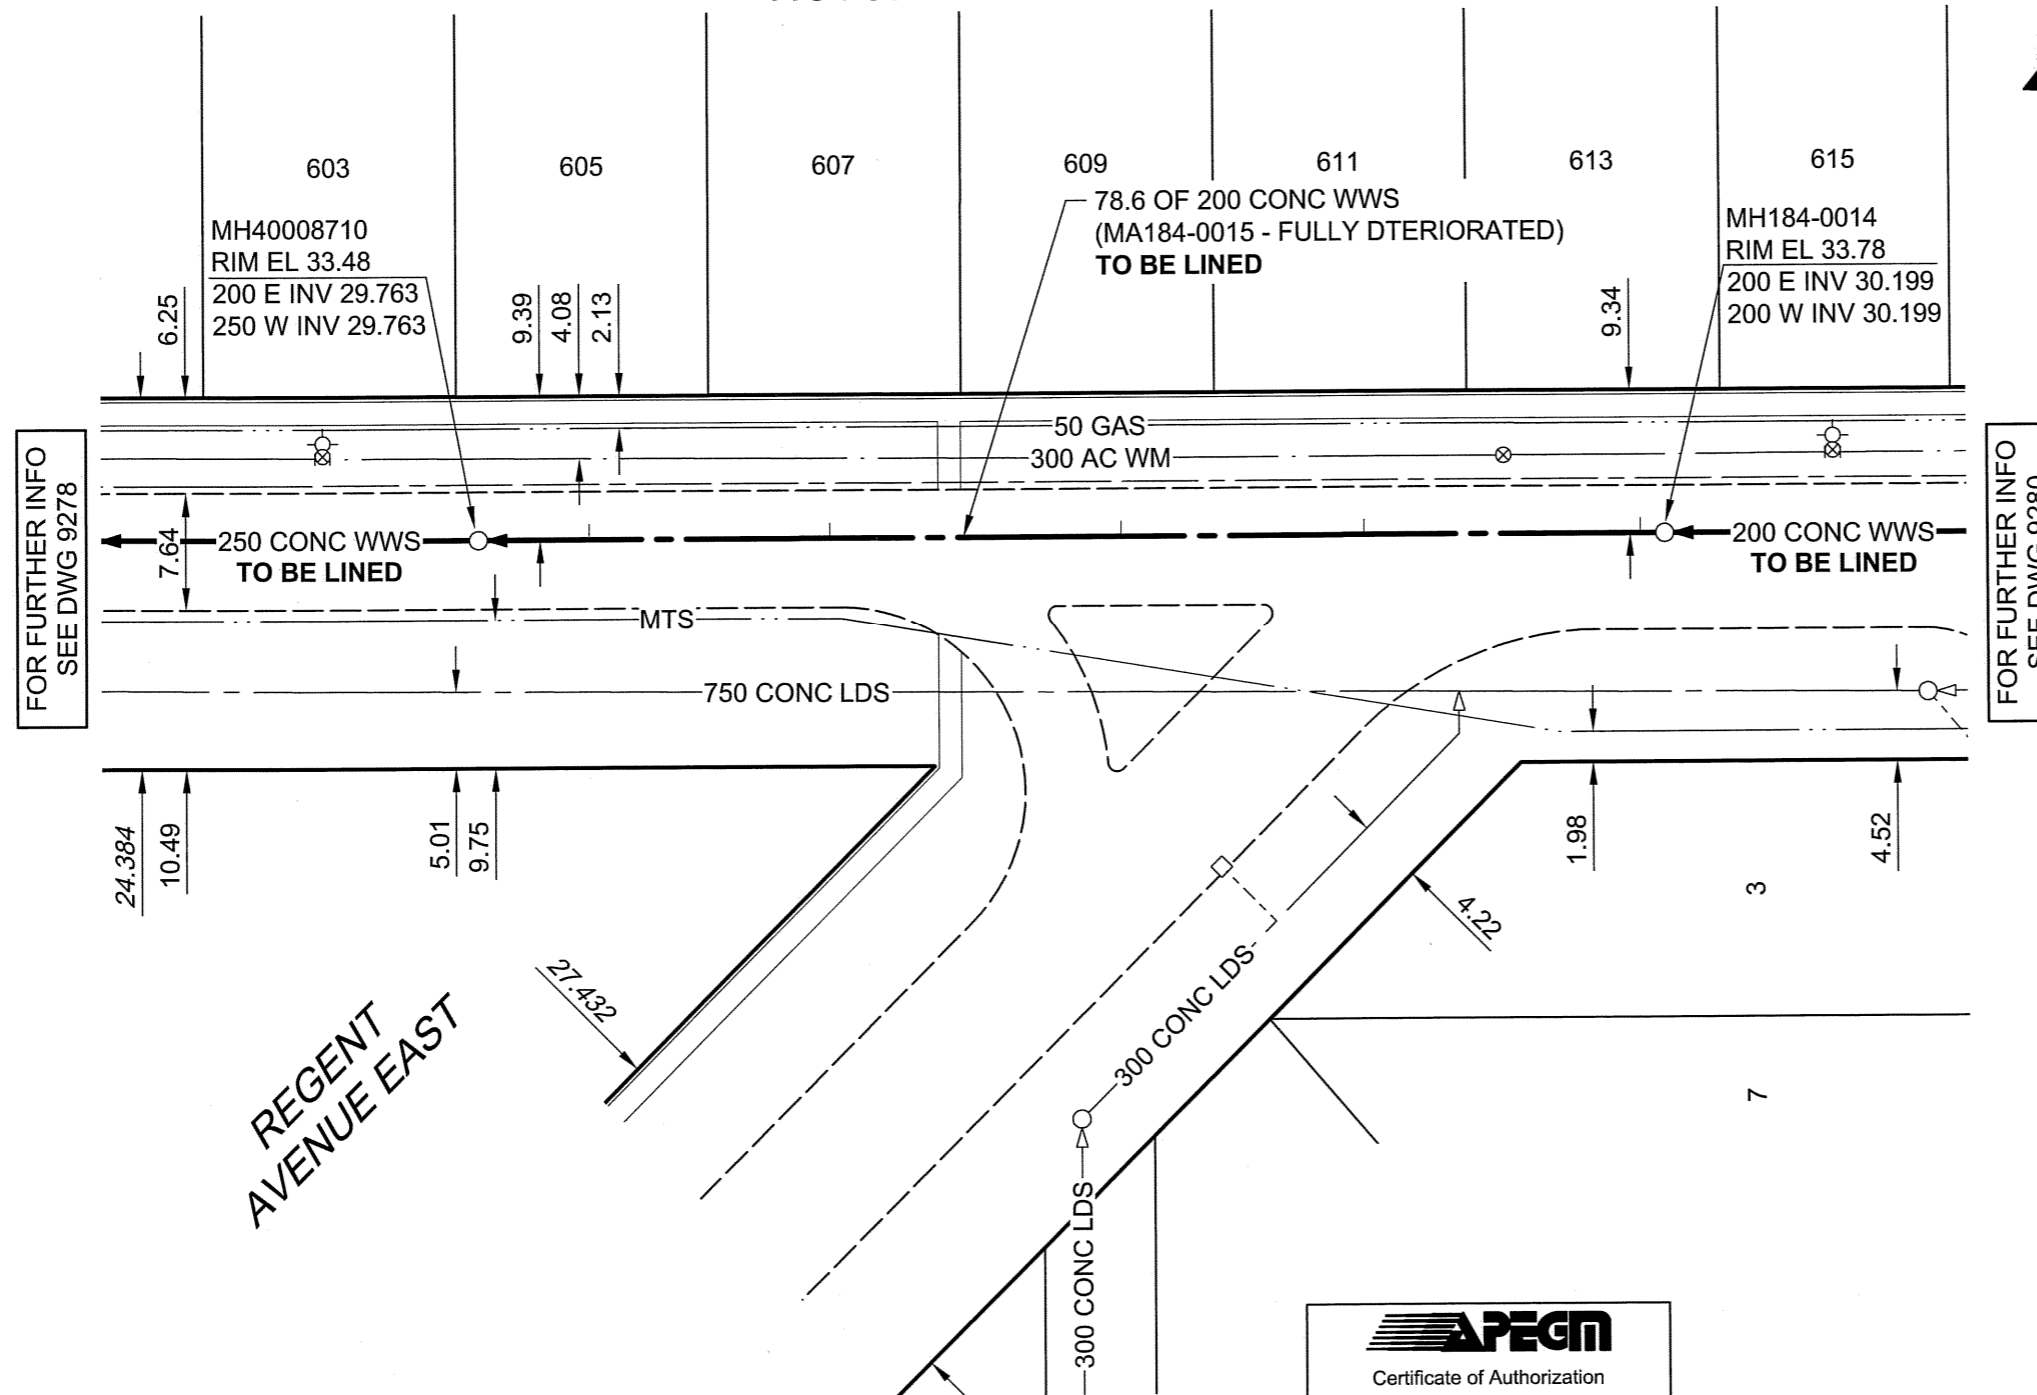 603
605
607
609
611
613
615
MH40008710
RIM EL 33.48
200 E INV 29.763
250 W INV 29.763
78.6 OF 200 CONC WWS
(MA184-0015 - FULLY DTERIORATED)
TO BE LINED
MH184-0014
RIM EL 33.78
200 E INV 30.199
200 W INV 30.199
6.25
9.39
4.08
2.13
9.34
50 GAS
300 AC WM
FOR FURTHER INFO
SEE DWG 9278
7.64
250 CONC WWS
TO BE LINED
200 CONC WWS
TO BE LINED
FOR FURTHER INFO
SEE DWG 9280
MTS
750 CONC LDS
24.384
10.49
5.01
9.75
1.98
4.52
3
4.22
27.432
300 CONC LDS
REGENT
AVENUE EAST
7
300 CONC LDS
APEGM
Certificate of Authorization